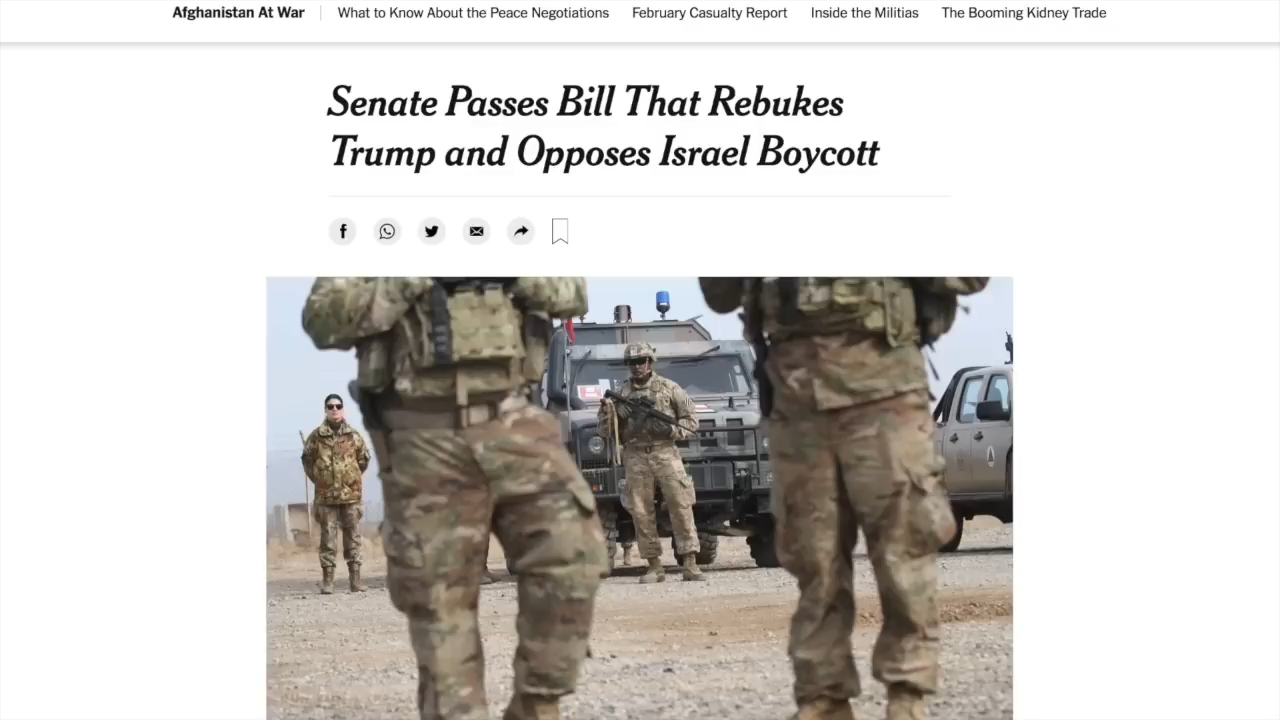 Afghanistan At War What to Know About the Peace Negotiations February Casualty Report Inside the Militias The Booming Kidney Trade
Senate Passes Bill That Rebukes
Trump and Opposes Israel Boycott